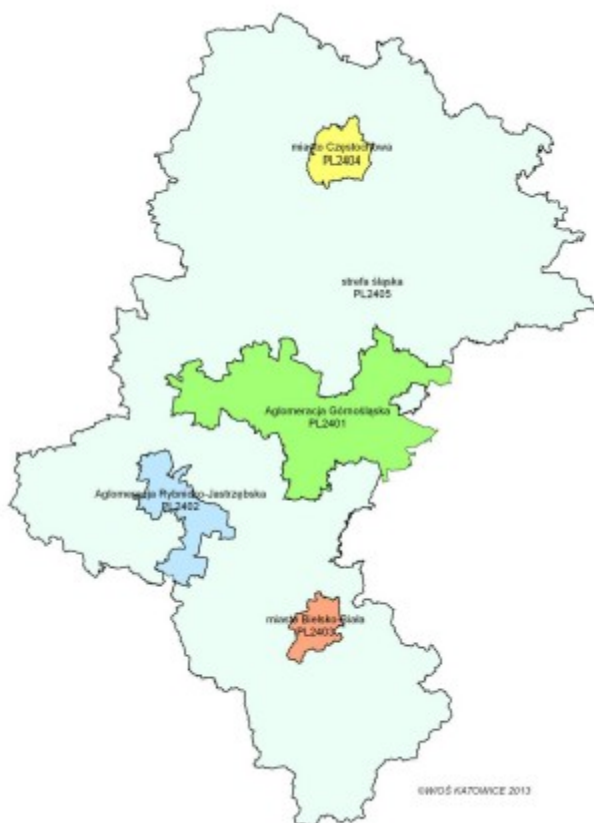 miasto Częstochowa
PL2404
strefa śląska
PL2405
Aglomeracja Górnośląska
PL2401
Aglomeracja Rybnicko-Jastrzębska
PL2402
miasto Bielsko-Biała
PL2403
©WIOŚ KATOWICE 2013